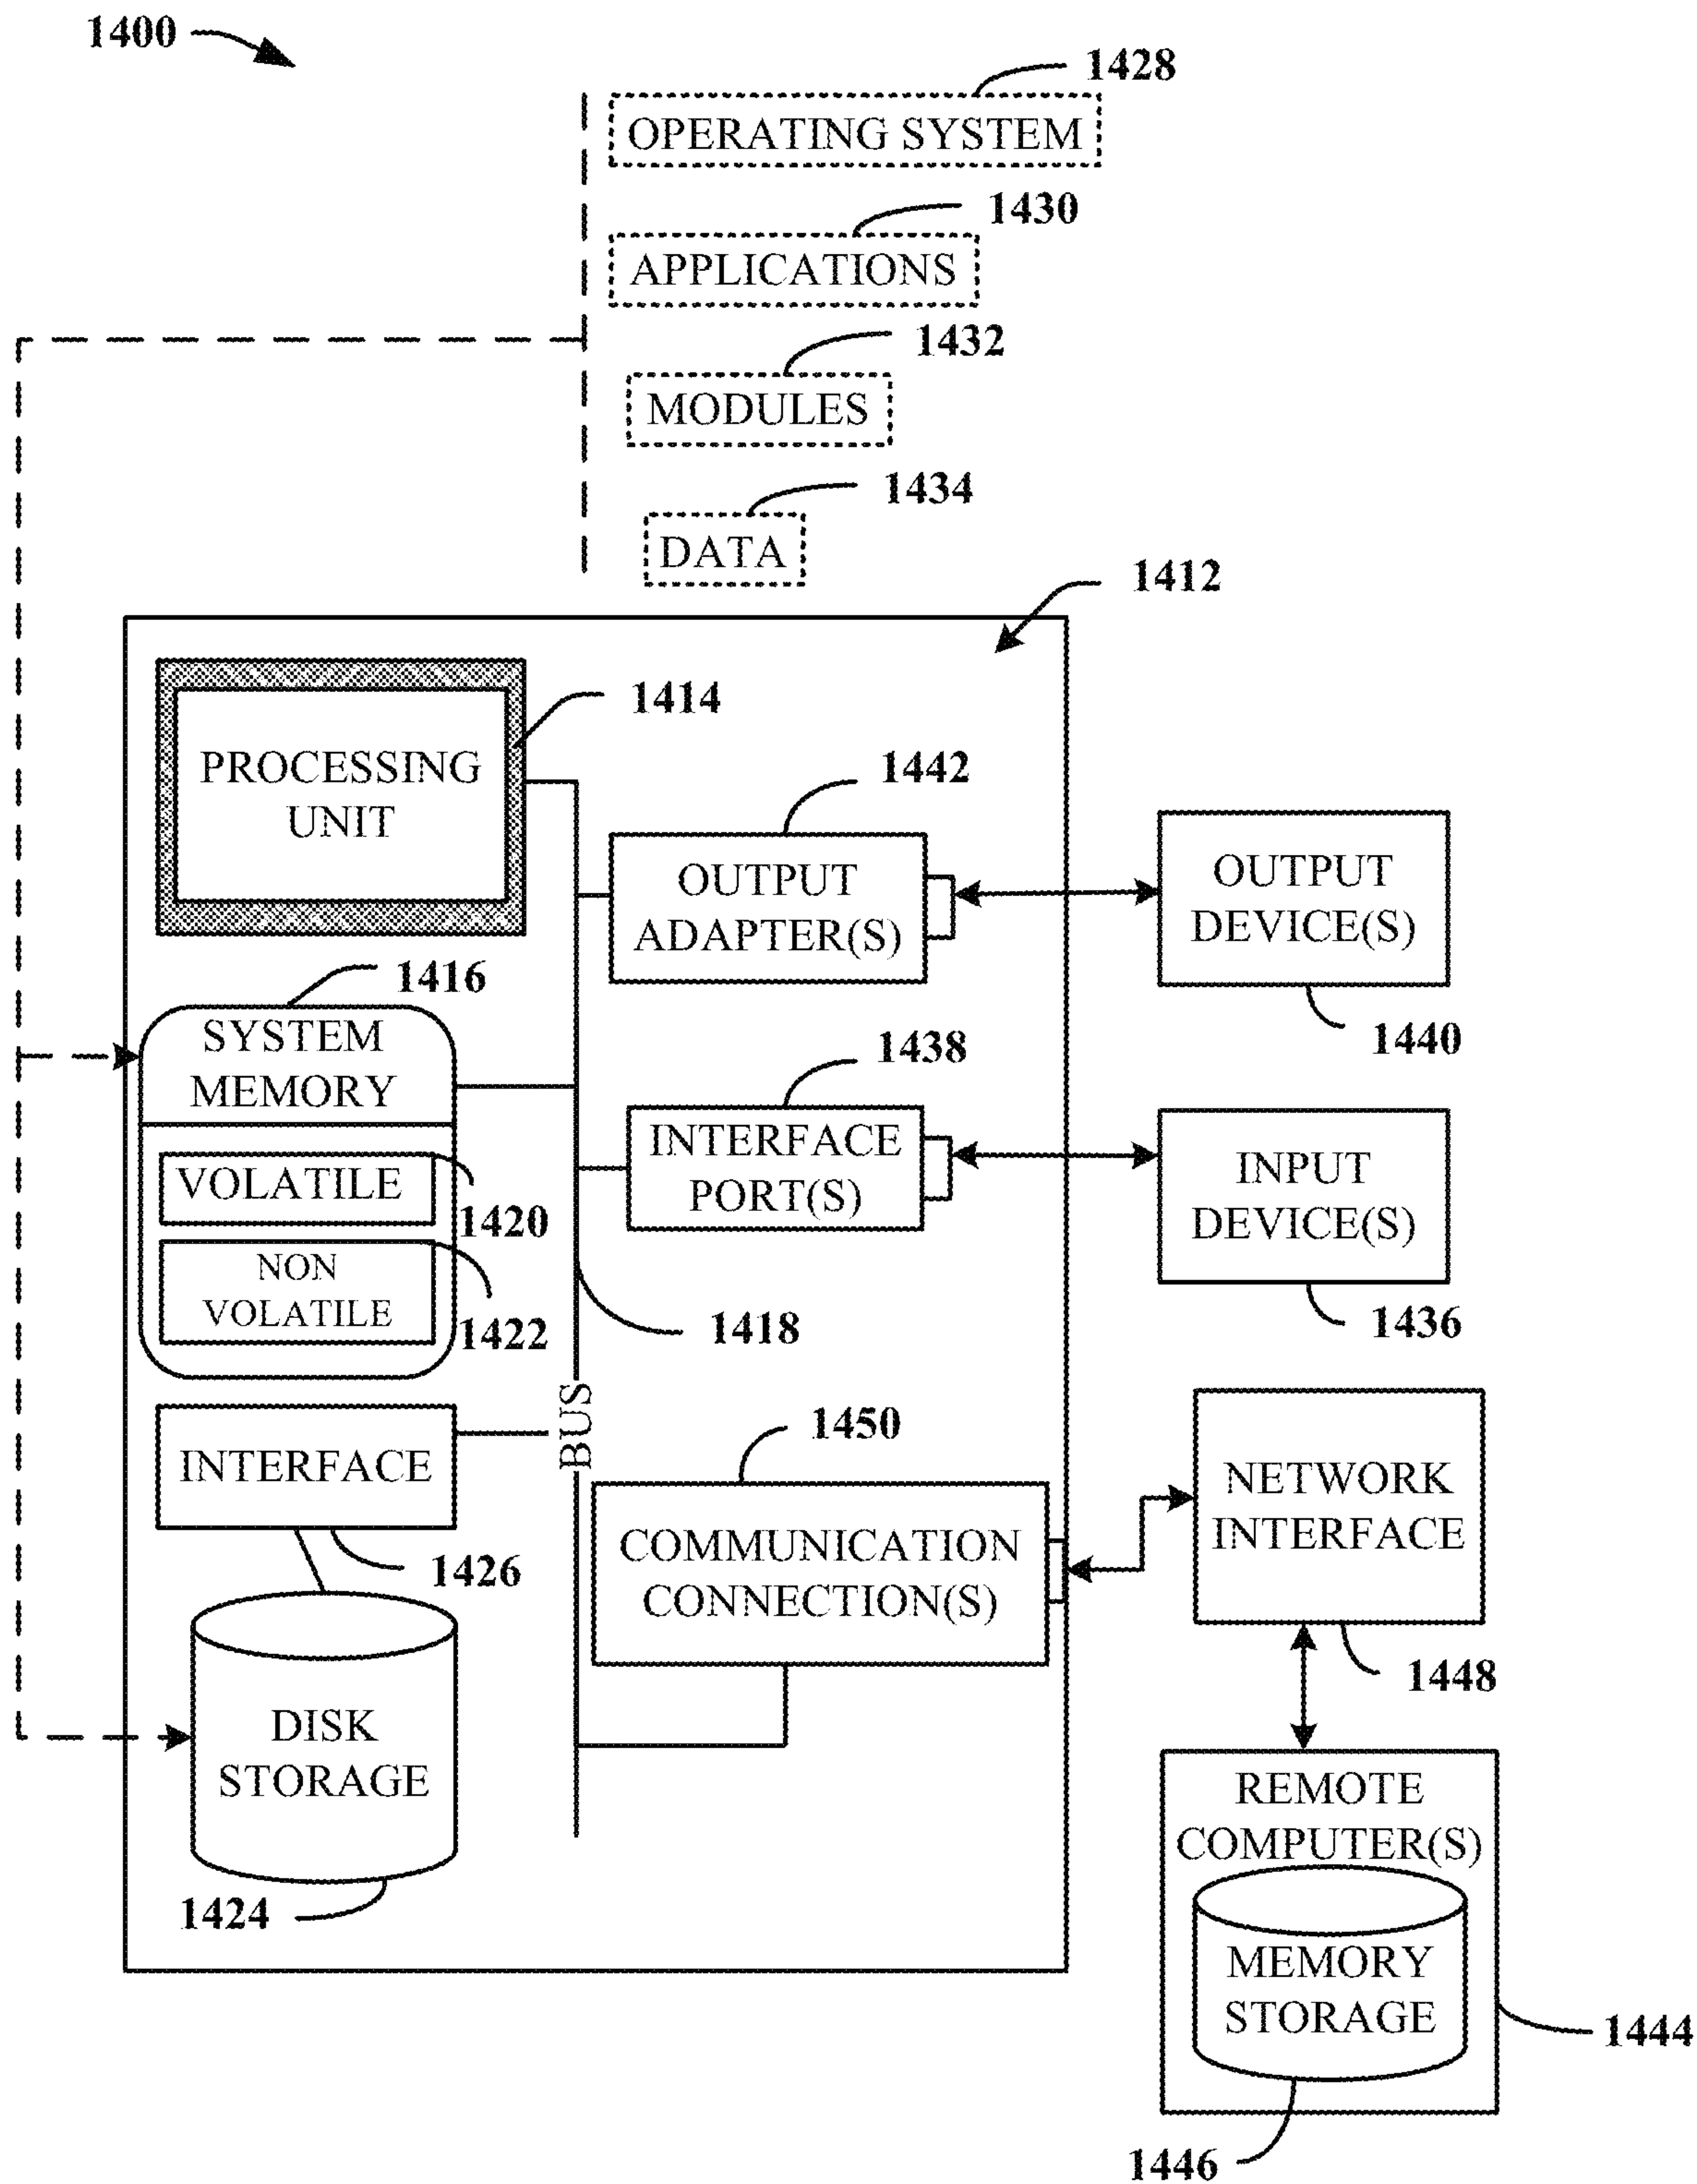 1400
1428
OPERATING SYSTEM
1430
APPLICATIONS
1432
MODULES
1434
DATA
1412
1414
PROCESSING
UNIT
1442
OUTPUT
ADAPTER(S)
OUTPUT
DEVICE(S)
1440
1416
SYSTEM
MEMORY
VOLATILE
1420
NON
VOLATILE
1422
1438
INTERFACE
PORT(S)
INPUT
DEVICE(S)
1436
1418
BUS
INTERFACE
1426
1450
COMMUNICATION
CONNECTION(S)
NETWORK
INTERFACE
1448
DISK
STORAGE
1424
REMOTE
COMPUTER(S)
MEMORY
STORAGE
1444
1446